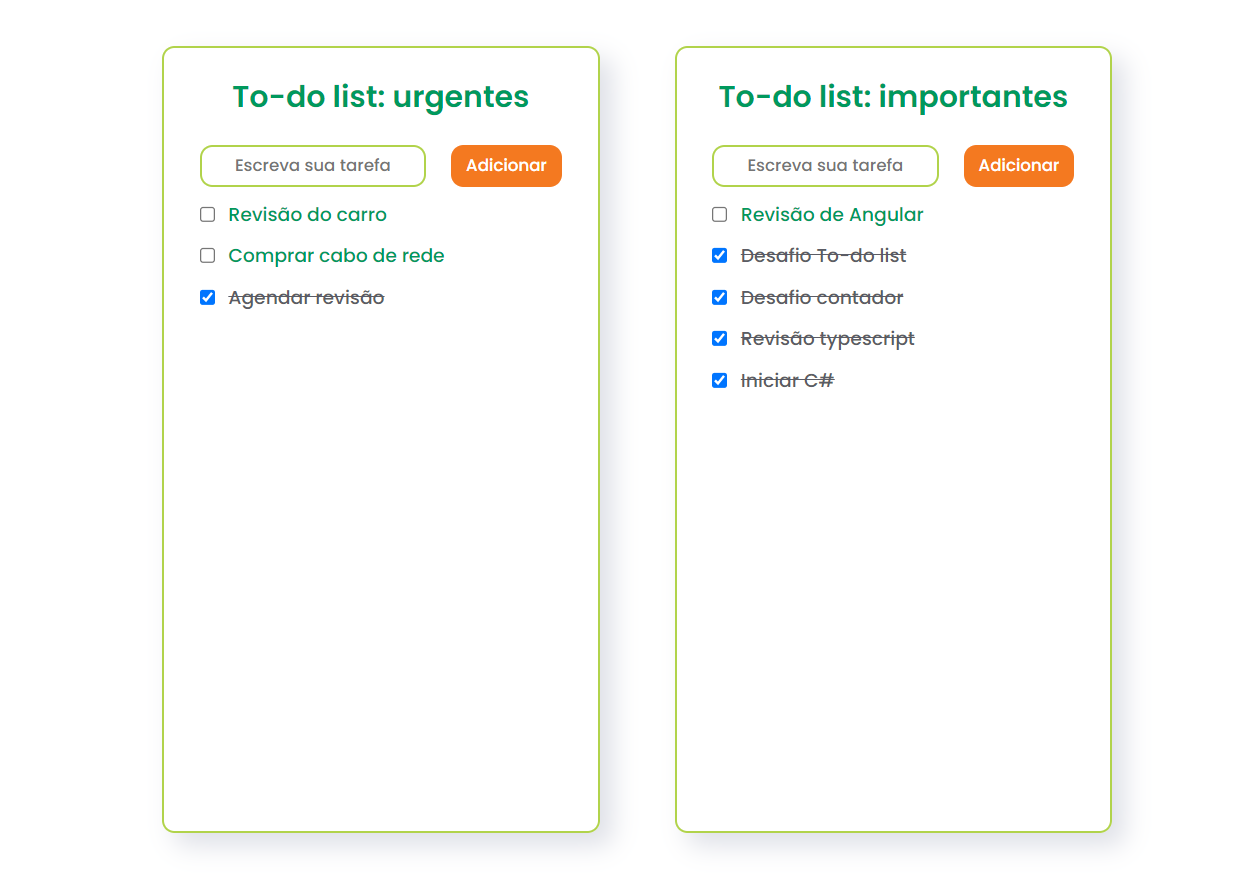 To-do list: urgentes
Escreva sua tarefa
Adicionar
Revisão do carro
Comprar cabo de rede
Agendar revisão
To-do list: importantes
Escreva sua tarefa
Adicionar
Revisão de Angular
Desafio To-do list
Desafio contador
Revisão typescript
Iniciar C#